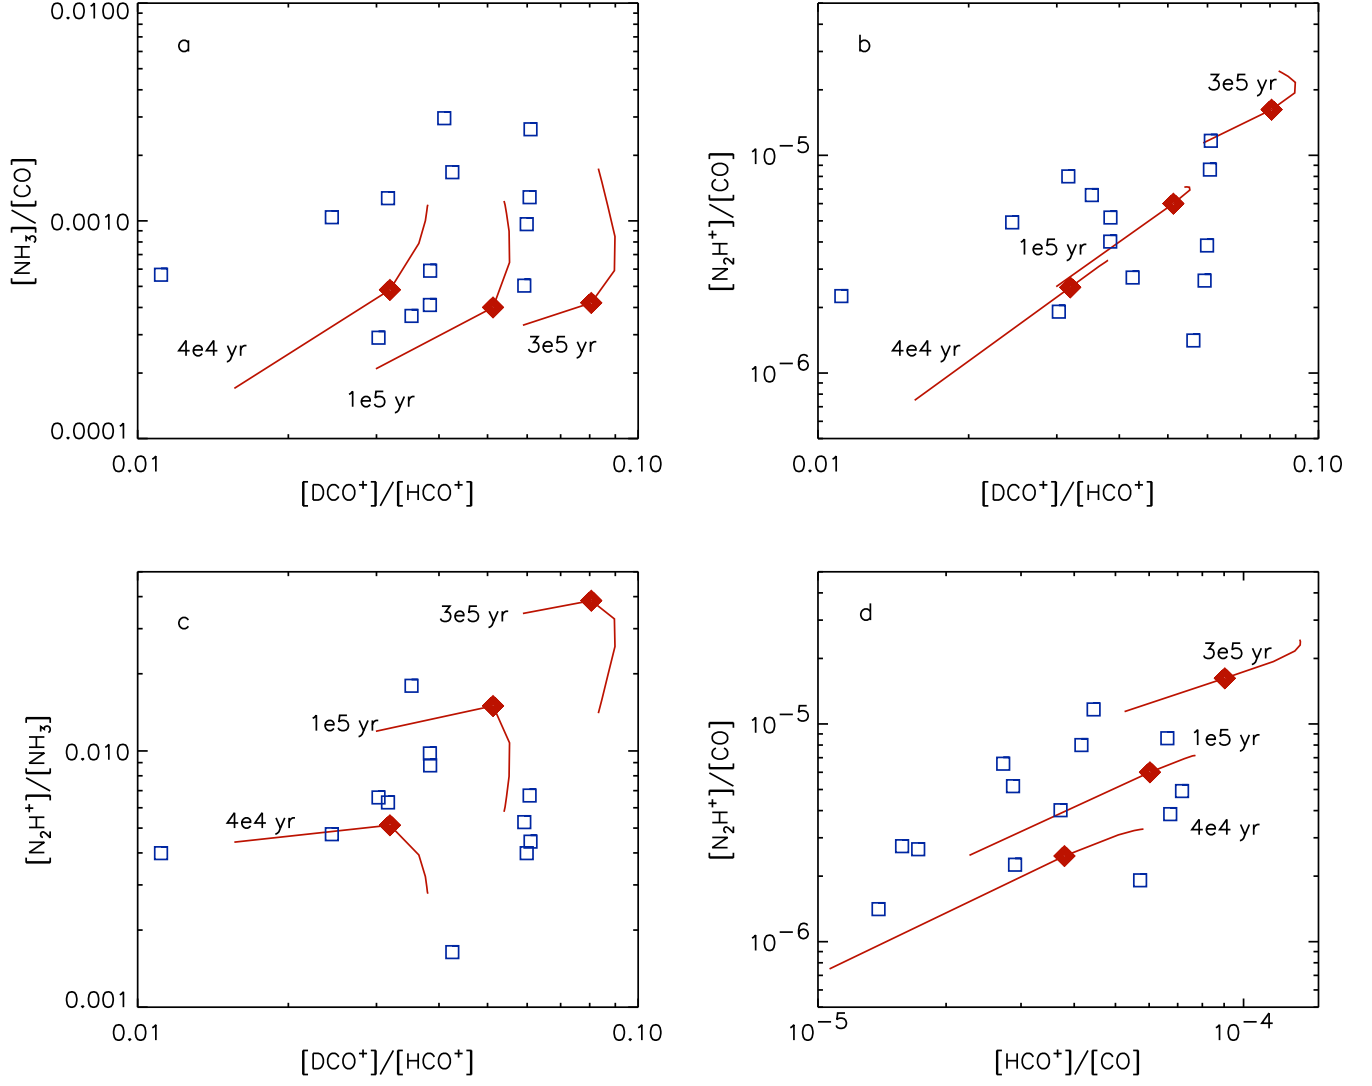 0.0100
a
[NH3]/[CO]
0.0010
4e4 yr
3e5 yr
1e5 yr
0.0001
0.01
0.10
[DCO+]/[HCO+]
b
3e5 yr
10-5
[N2H+]/[CO]
1e5 yr
4e4 yr
10-6
0.01
0.10
[DCO+]/[HCO+]
c
3e5 yr
1e5 yr
0.010
[N2H+]/[NH3]
4e4 yr
0.001
0.01
0.10
[DCO+]/[HCO+]
d
3e5 yr
10-5
1e5 yr
[N2H+]/[CO]
4e4 yr
10-6
10-5
10-4
[HCO+]/[CO]